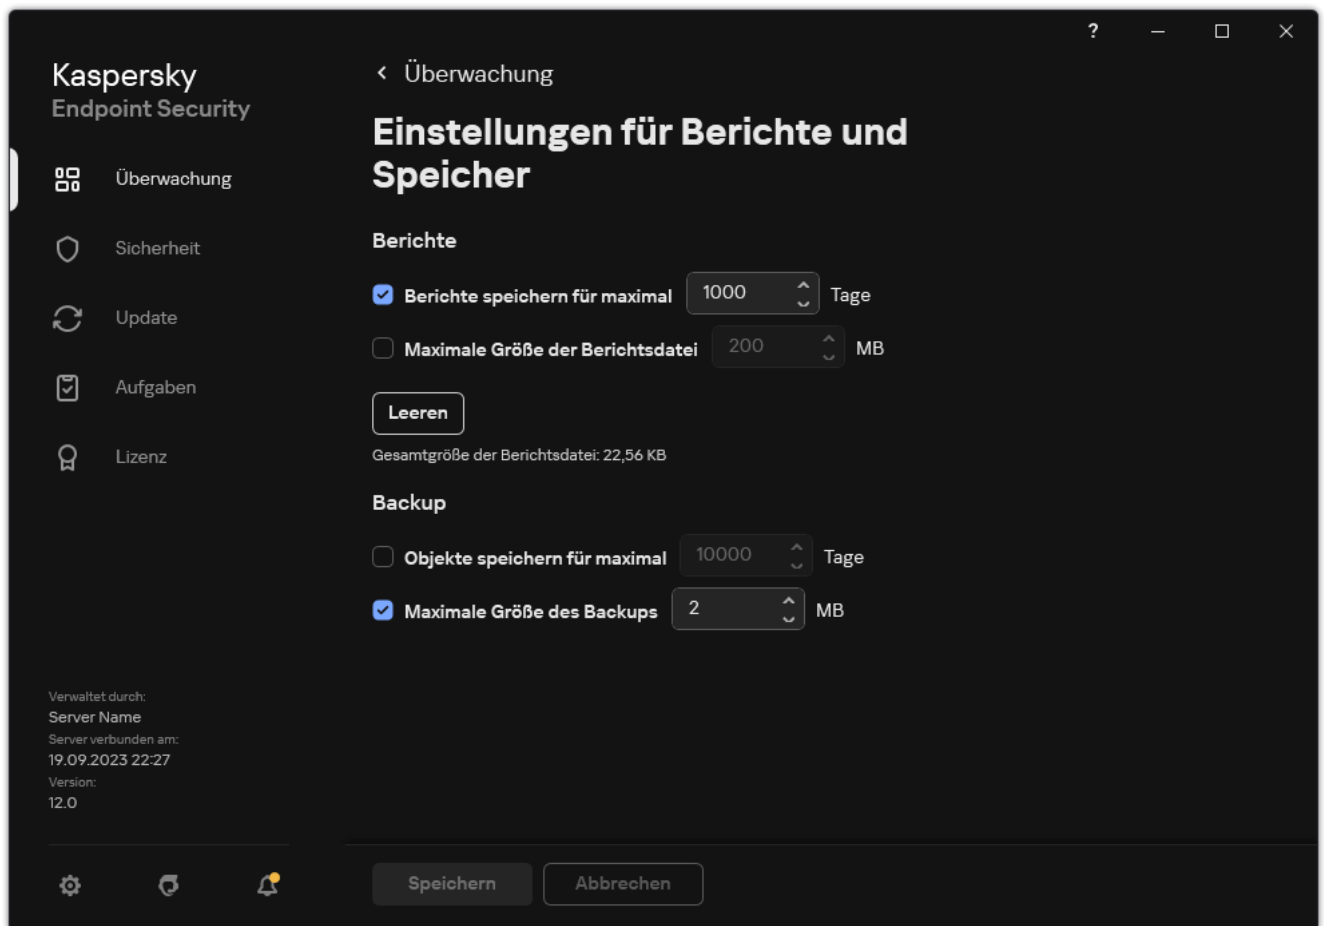 ?
Kaspersky
Endpoint Security
Überwachung
Sicherheit
Update
Aufgaben
Lizenz
Verwaltet durch:
Server Name
Server verbunden am:
19.09.2023 22:27
Version:
12.0
Überwachung
Einstellungen für Berichte und
Speicher
Berichte
Berichte speichern für maximal 1000 Tage
Maximale Größe der Berichtsdatei 200 MB
Leeren
Gesamtgröße der Berichtsdatei: 22,56 KB
Backup
Objekte speichern für maximal 10000 Tage
Maximale Größe des Backups 2 MB
Speichern Abbrechen